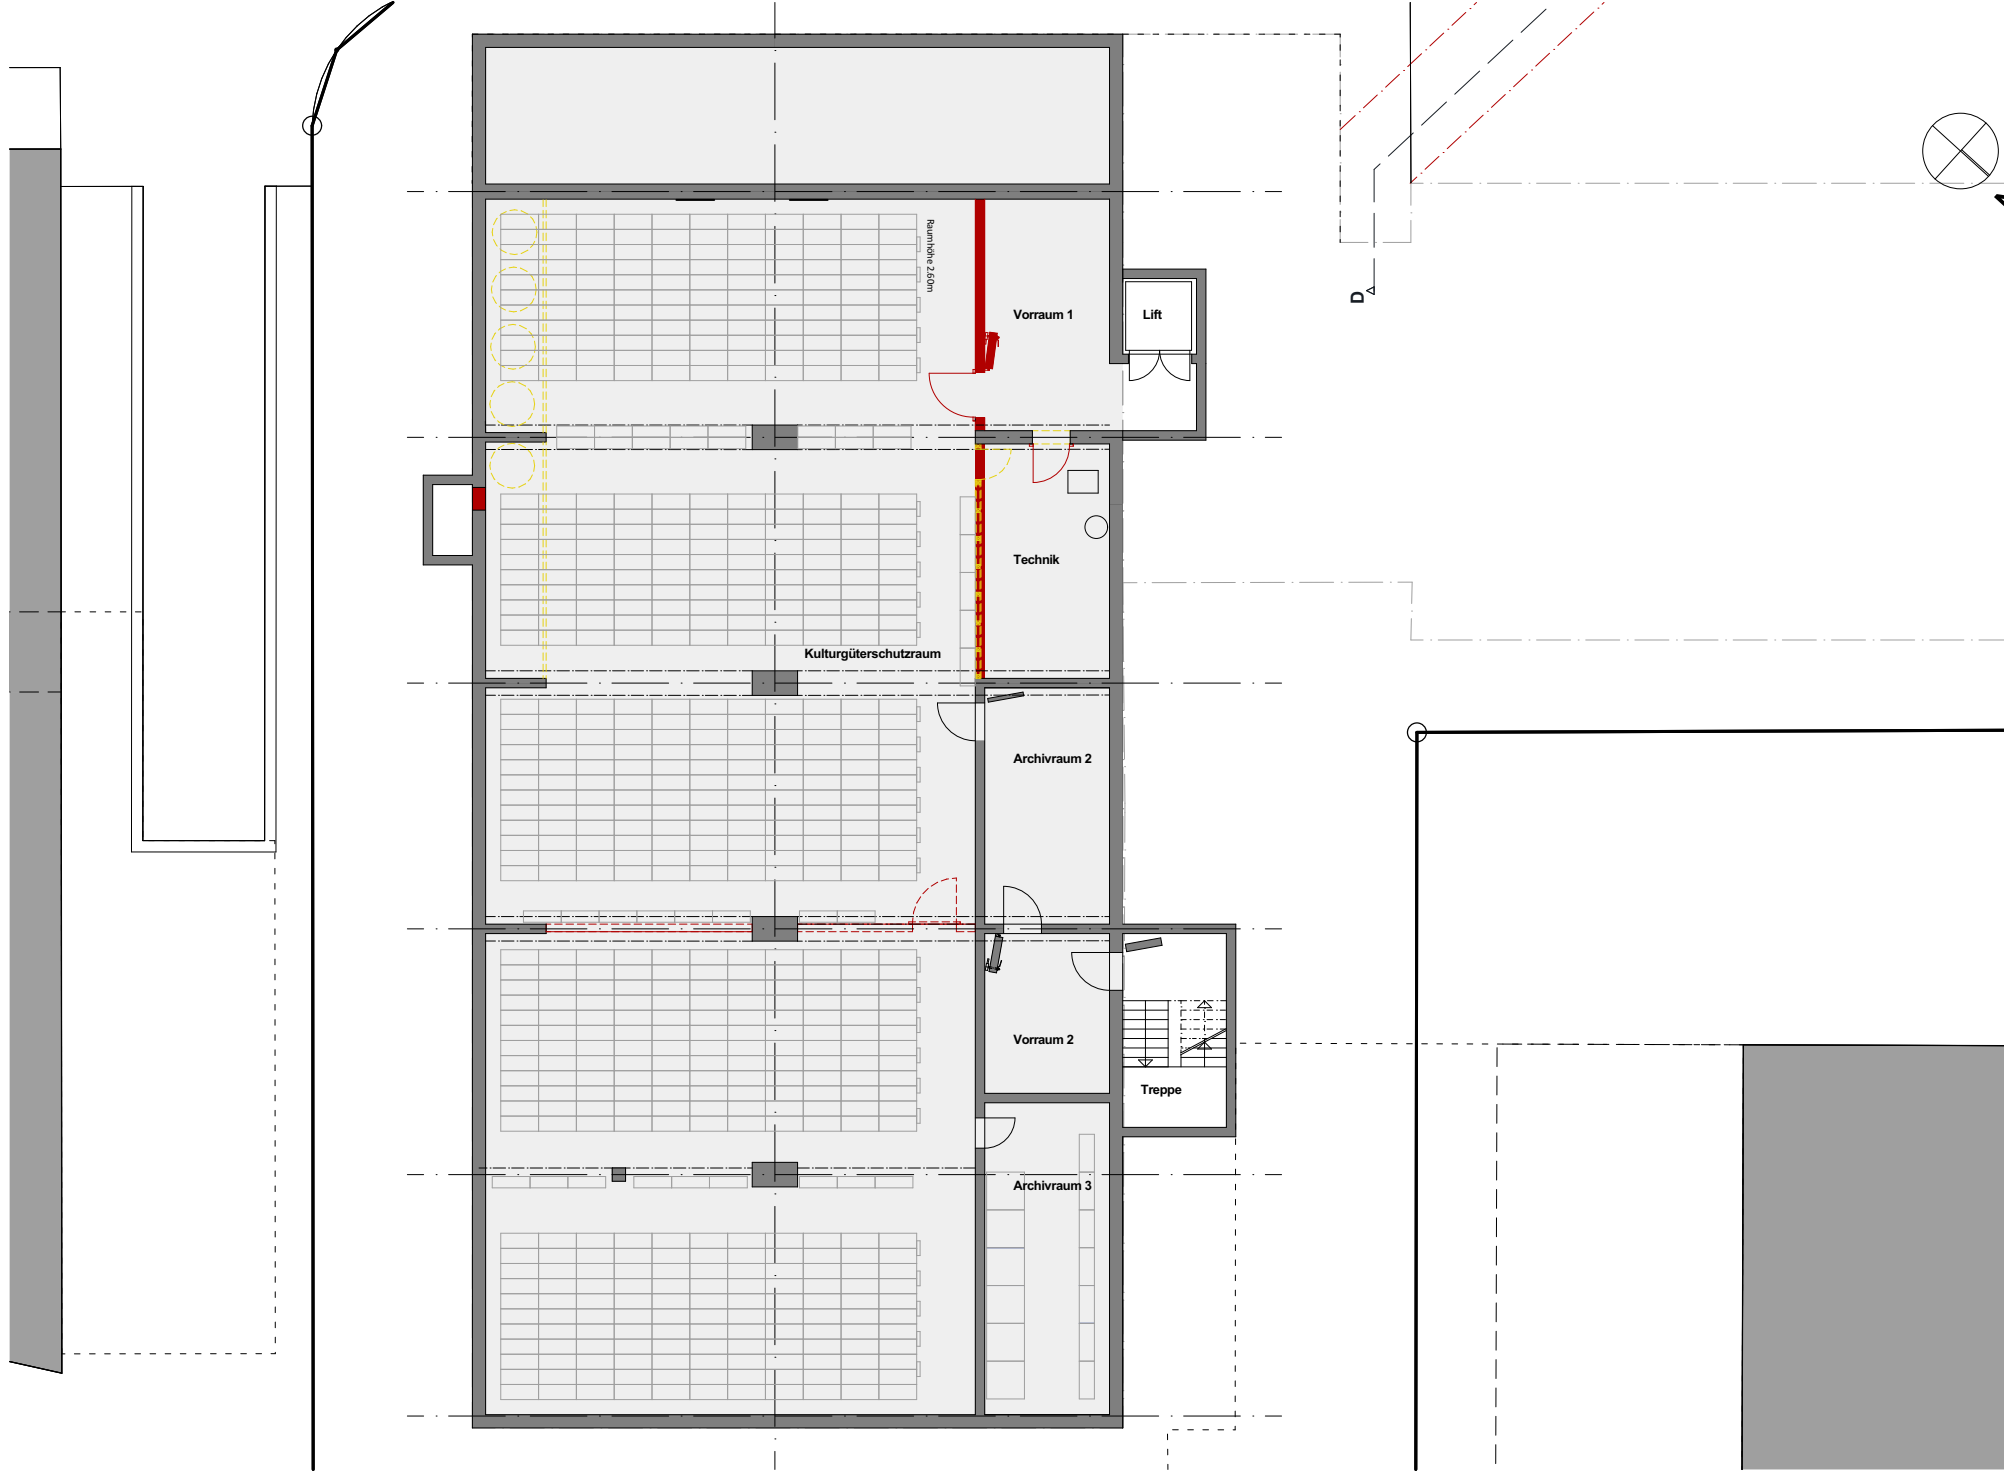 Raumhöhe 2.60m
Vorraum 1
Lift
D
Technik
Kulturgüterschutzraum
Archivraum 2
Vorraum 2
Treppe
Archivraum 3